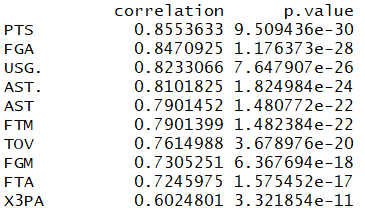 correlation p.value
PTS 0.8553633 9.509436e-30
FGA 0.8470925 1.176373e-28
USG. 0.8233066 7.647907e-26
AST. 0.8101825 1.824984e-24
AST 0.7901452 1.480772e-22
FTM 0.7901399 1.482384e-22
TOV 0.7614988 3.678976e-20
FGM 0.7305251 6.367694e-18
FTA 0.7245975 1.575452e-17
X3PA 0.6024801 3.321854e-11